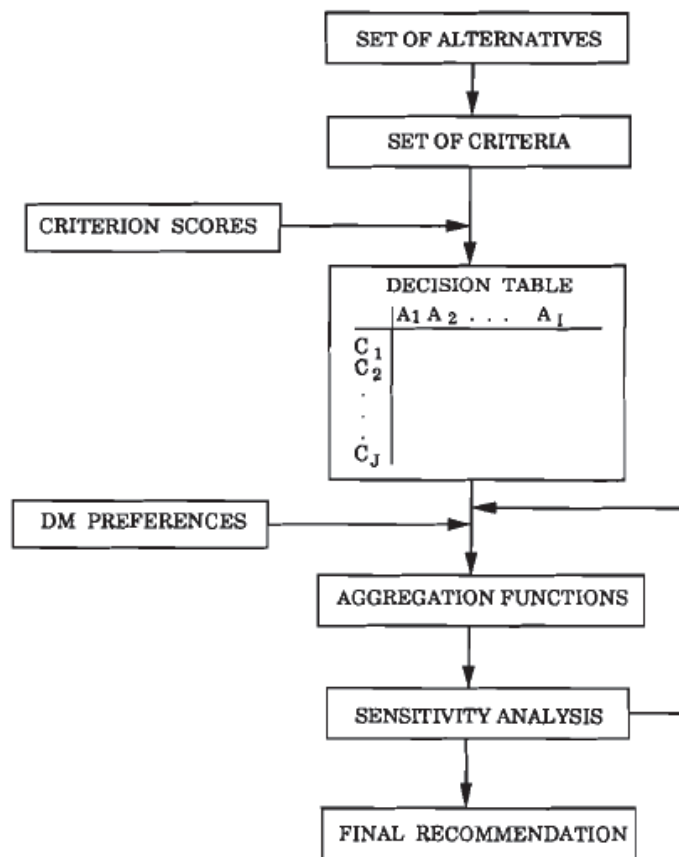 SET OF ALTERNATIVES
SET OF CRITERIA
CRITERION SCORES
DECISION TABLE
A1 A2 . . . AI
C1
C2
.
.
.
CJ
DM PREFERENCES
AGGREGATION FUNCTIONS
SENSITIVITY ANALYSIS
FINAL RECOMMENDATION